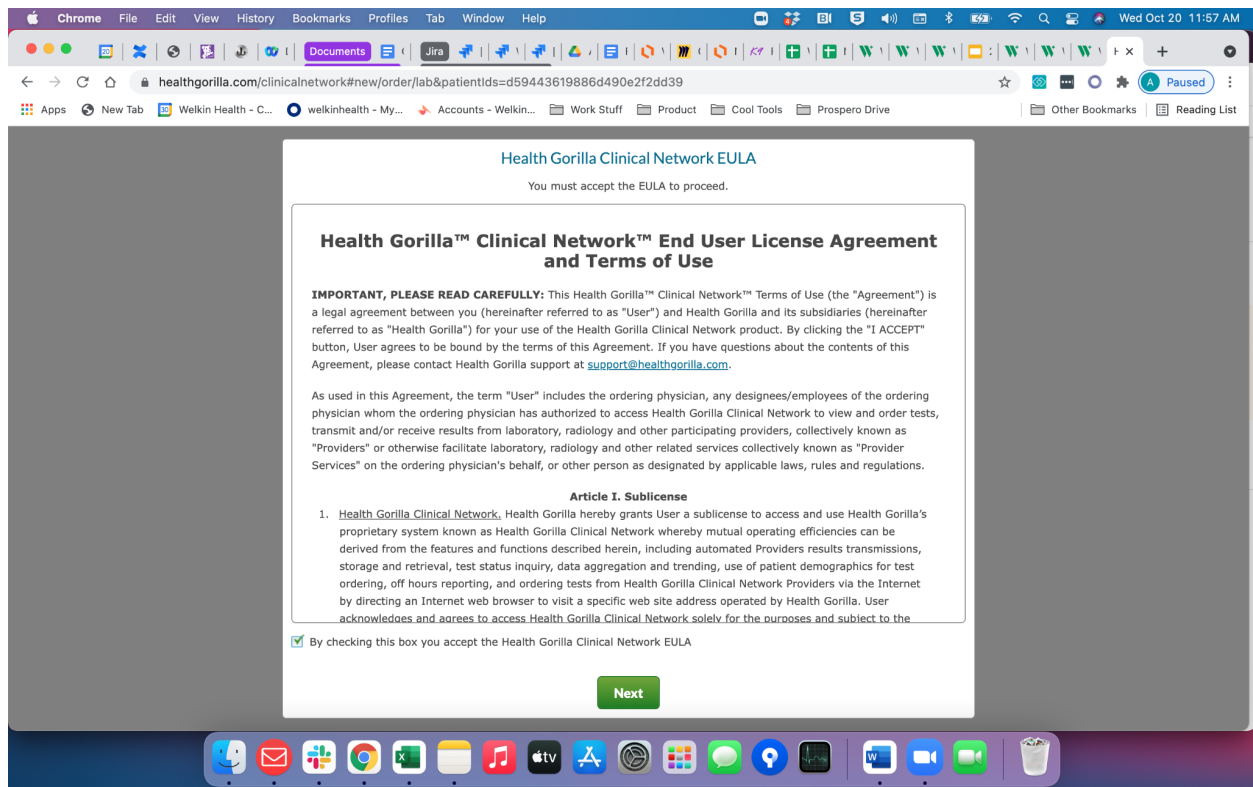 Chrome File Edit View History Bookmarks Profiles Tab Window Help Wed Oct 20 11:57 AM
Documents Jira
healthgorilla.com/clinicalnetwork#new/order/lab&patientIds=d59443619886d490e2f2dd39 Paused
Apps New Tab Welkin Health - C... welkinhealth - My... Accounts - Welkin... Work Stuff Product Cool Tools Prospero Drive Other Bookmarks Reading List
Health Gorilla Clinical Network EULA
You must accept the EULA to proceed.
Health Gorilla™ Clinical Network™ End User License Agreement
and Terms of Use
IMPORTANT, PLEASE READ CAREFULLY: This Health Gorilla™ Clinical Network™ Terms of Use (the "Agreement") is
a legal agreement between you (hereinafter referred to as "User") and Health Gorilla and its subsidiaries (hereinafter
referred to as "Health Gorilla") for your use of the Health Gorilla Clinical Network product. By clicking the "I ACCEPT"
button, User agrees to be bound by the terms of this Agreement. If you have questions about the contents of this
Agreement, please contact Health Gorilla support at support@healthgorilla.com.
As used in this Agreement, the term "User" includes the ordering physician, any designees/employees of the ordering
physician whom the ordering physician has authorized to access Health Gorilla Clinical Network to view and order tests,
transmit and/or receive results from laboratory, radiology and other participating providers, collectively known as
"Providers" or otherwise facilitate laboratory, radiology and other related services collectively known as "Provider
Services" on the ordering physician's behalf, or other person as designated by applicable laws, rules and regulations.
Article I. Sublicense
1. Health Gorilla Clinical Network. Health Gorilla hereby grants User a sublicense to access and use Health Gorilla's
proprietary system known as Health Gorilla Clinical Network whereby mutual operating efficiencies can be
derived from the features and functions described herein, including automated Providers results transmissions,
storage and retrieval, test status inquiry, data aggregation and trending, use of patient demographics for test
ordering, off hours reporting, and ordering tests from Health Gorilla Clinical Network Providers via the Internet
by directing an Internet web browser to visit a specific web site address operated by Health Gorilla. User
acknowledges and agrees to access Health Gorilla Clinical Network solely for the purposes and subject to the
By checking this box you accept the Health Gorilla Clinical Network EULA
Next
tv